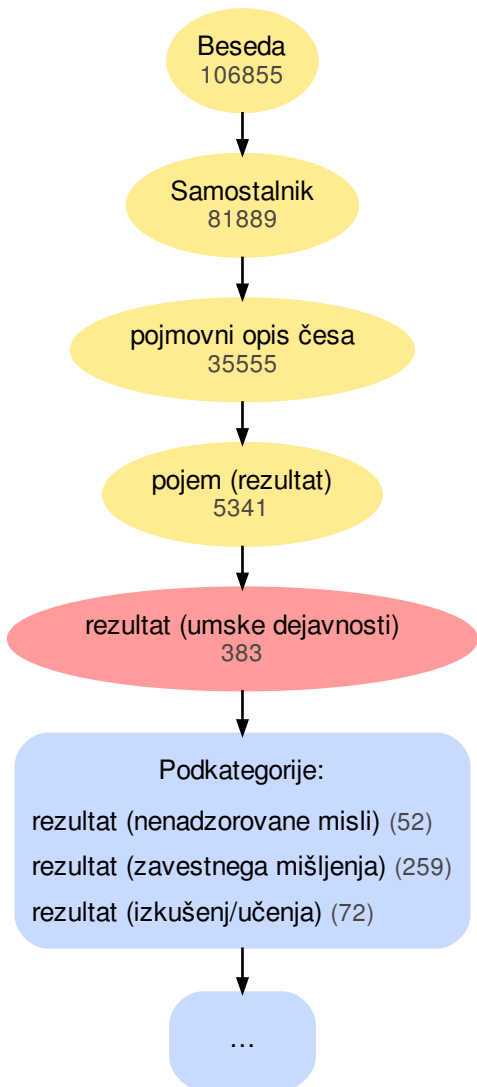 Beseda
106855
Samostalnik
81889
pojmovni opis česa
35555
pojem (rezultat)
5341
rezultat (umske dejavnosti)
383
Podkategorije:
rezultat (nenadzorovane misli) (52)
rezultat (zavestnega mišljenja) (259)
rezultat (izkušenj/učenja) (72)
...